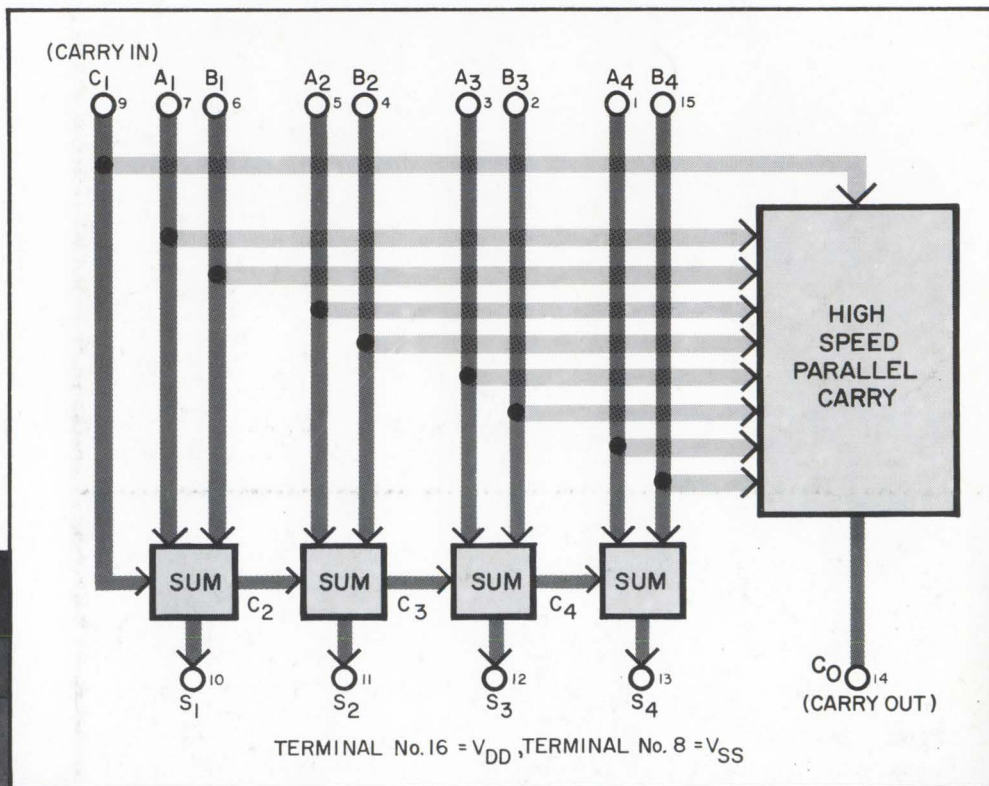 (CARRY IN)
C1 A1 B1 A2 B2 A3 B3 A4 B4
9 7 6 5 4 3 2 1 15
HIGH
SPEED
PARALLEL
CARRY
SUM SUM SUM SUM
C2 C3 C4
10 11 12 13 CO 14
S1 S2 S3 S4 (CARRY OUT)
TERMINAL No. 16 = VDD, TERMINAL No. 8 = VSS